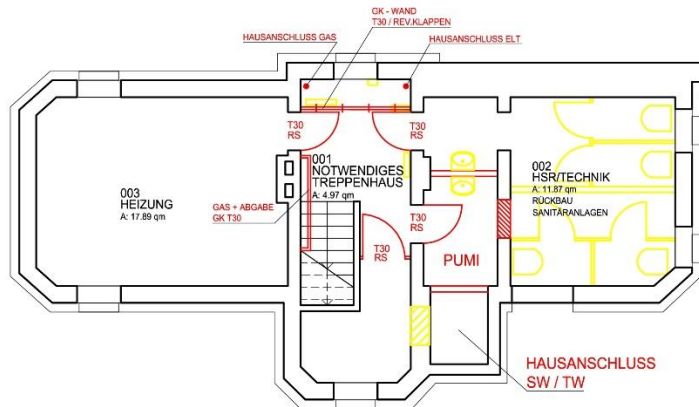 GK - WAND
T30 / REV.KLAPPEN
HAUSANSCHLUSS GAS
HAUSANSCHLUSS ELT
T30
RS
T30
RS
001
NOTWENDIGES
TREPPENHAUS
A: 4.97 qm
002
HSR/TECHNIK
A: 11.87 qm
RÜCKBAU
SANITÄRANLAGEN
003
HEIZUNG
A: 17.89 qm
GAS + ABGABE
GK T30
T30
RS
T30
RS
PUMI
HAUSANSCHLUSS
SW / TW